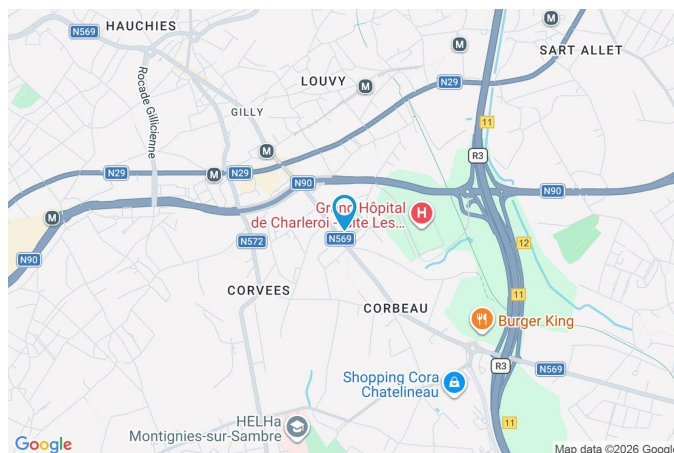 HAUCHIES
N569
M
SART ALLET
LOUVY
M
N29
M
N29
GILLY
Rocade Gillicienne
11
M
R3
M
N29
N29
N90
N90
M
Grand Hôpital
de Charleroi - Site Les...
H
N569
N572
12
N90
11
CORVEES
CORBEAU
Burger King
N569
R3
Shopping Cora
Chatelineau
HELHa
Montignies-sur-Sambre
11
Google
Map data ©2026 Google